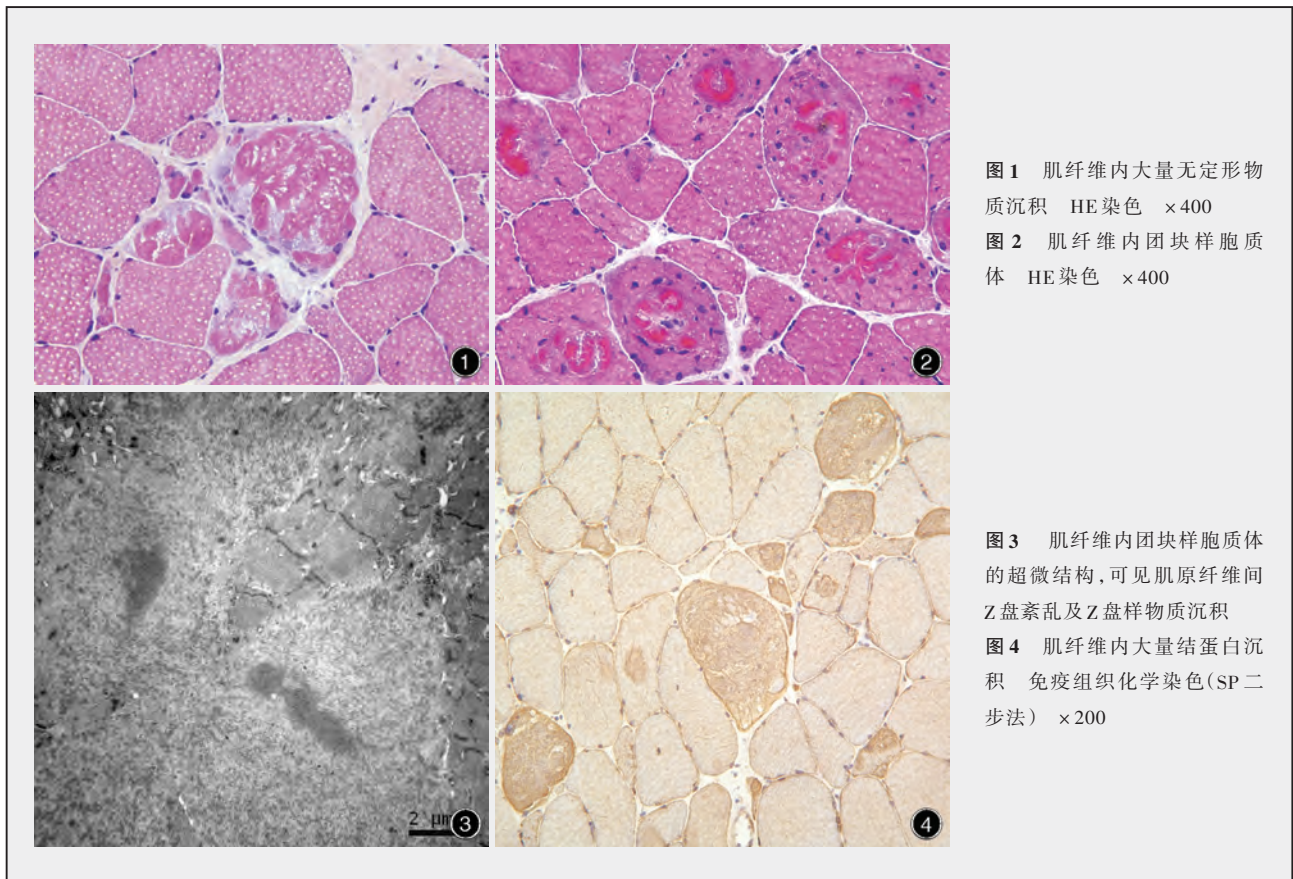 1
2
图1 肌纤维内大量无定形物
质沉积 HE染色 ×400
图2 肌纤维内团块样胞质
体 HE染色 ×400
2 μm
3
4
图3 肌纤维内团块样胞质体
的超微结构,可见肌原纤维间
Z盘紊乱及Z盘样物质沉积
图4 肌纤维内大量结蛋白沉
积 免疫组织化学染色(SP二
步法) ×200